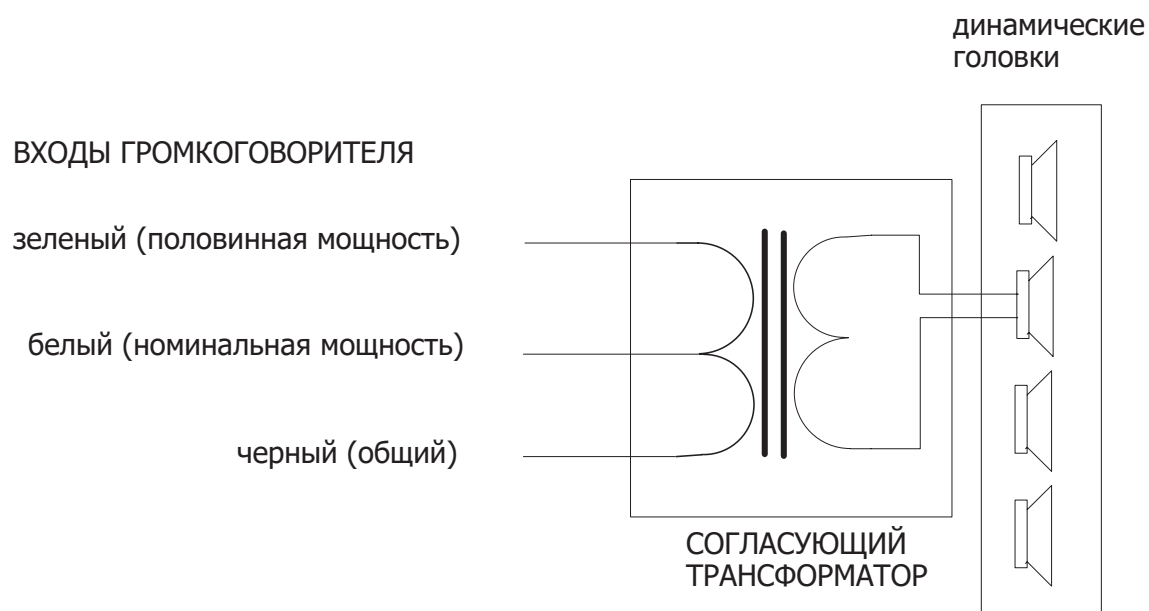 динамические
головки
ВХОДЫ ГРОМКОГОВОРИТЕЛЯ
зеленый (половинная мощность)
белый (номинальная мощность)
черный (общий)
СОГЛАСУЮЩИЙ
ТРАНСФОРМАТОР